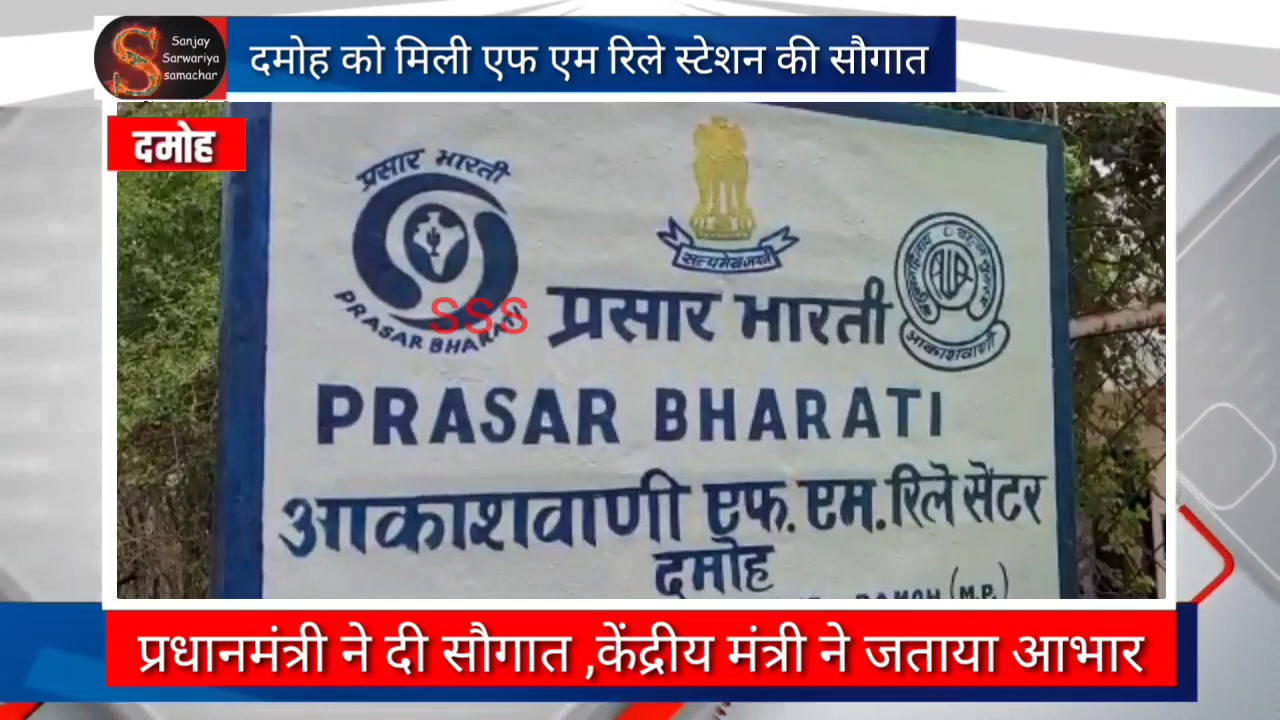 Sanjay
Sarwariya
samachar
दमोह को मिली एफ एम रिले स्टेशन की सौगात
दमोह
प्रसार भारती
PRASAR BHARATI
SSS
सत्यमेव जयते
प्रसार भारती
आकाशवाणी
PRASAR BHARATI
आकाशवाणी एफ. एम. रिले सेंटर
दमोह
DAMOH (M.P.)
प्रधानमंत्री ने दी सौगात ,केंद्रीय मंत्री ने जताया आभार